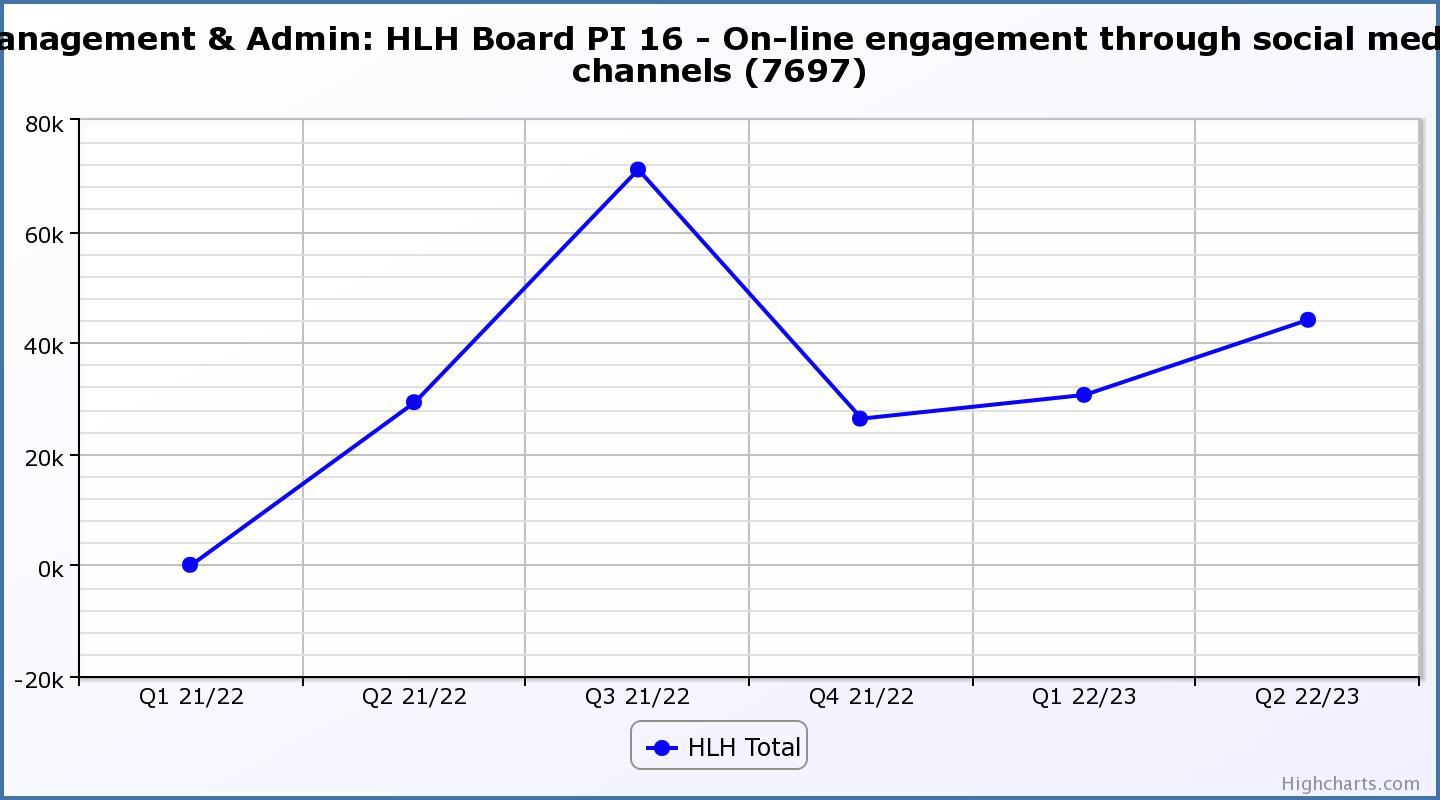 anagement & Admin: HLH Board PI 16 - On-line engagement through social med
channels (7697)
80k
60k
40k
20k
0k
-20k
Q1 21/22 Q2 21/22 Q3 21/22 Q4 21/22 Q1 22/23 Q2 22/23
HLH Total
Highcharts.com